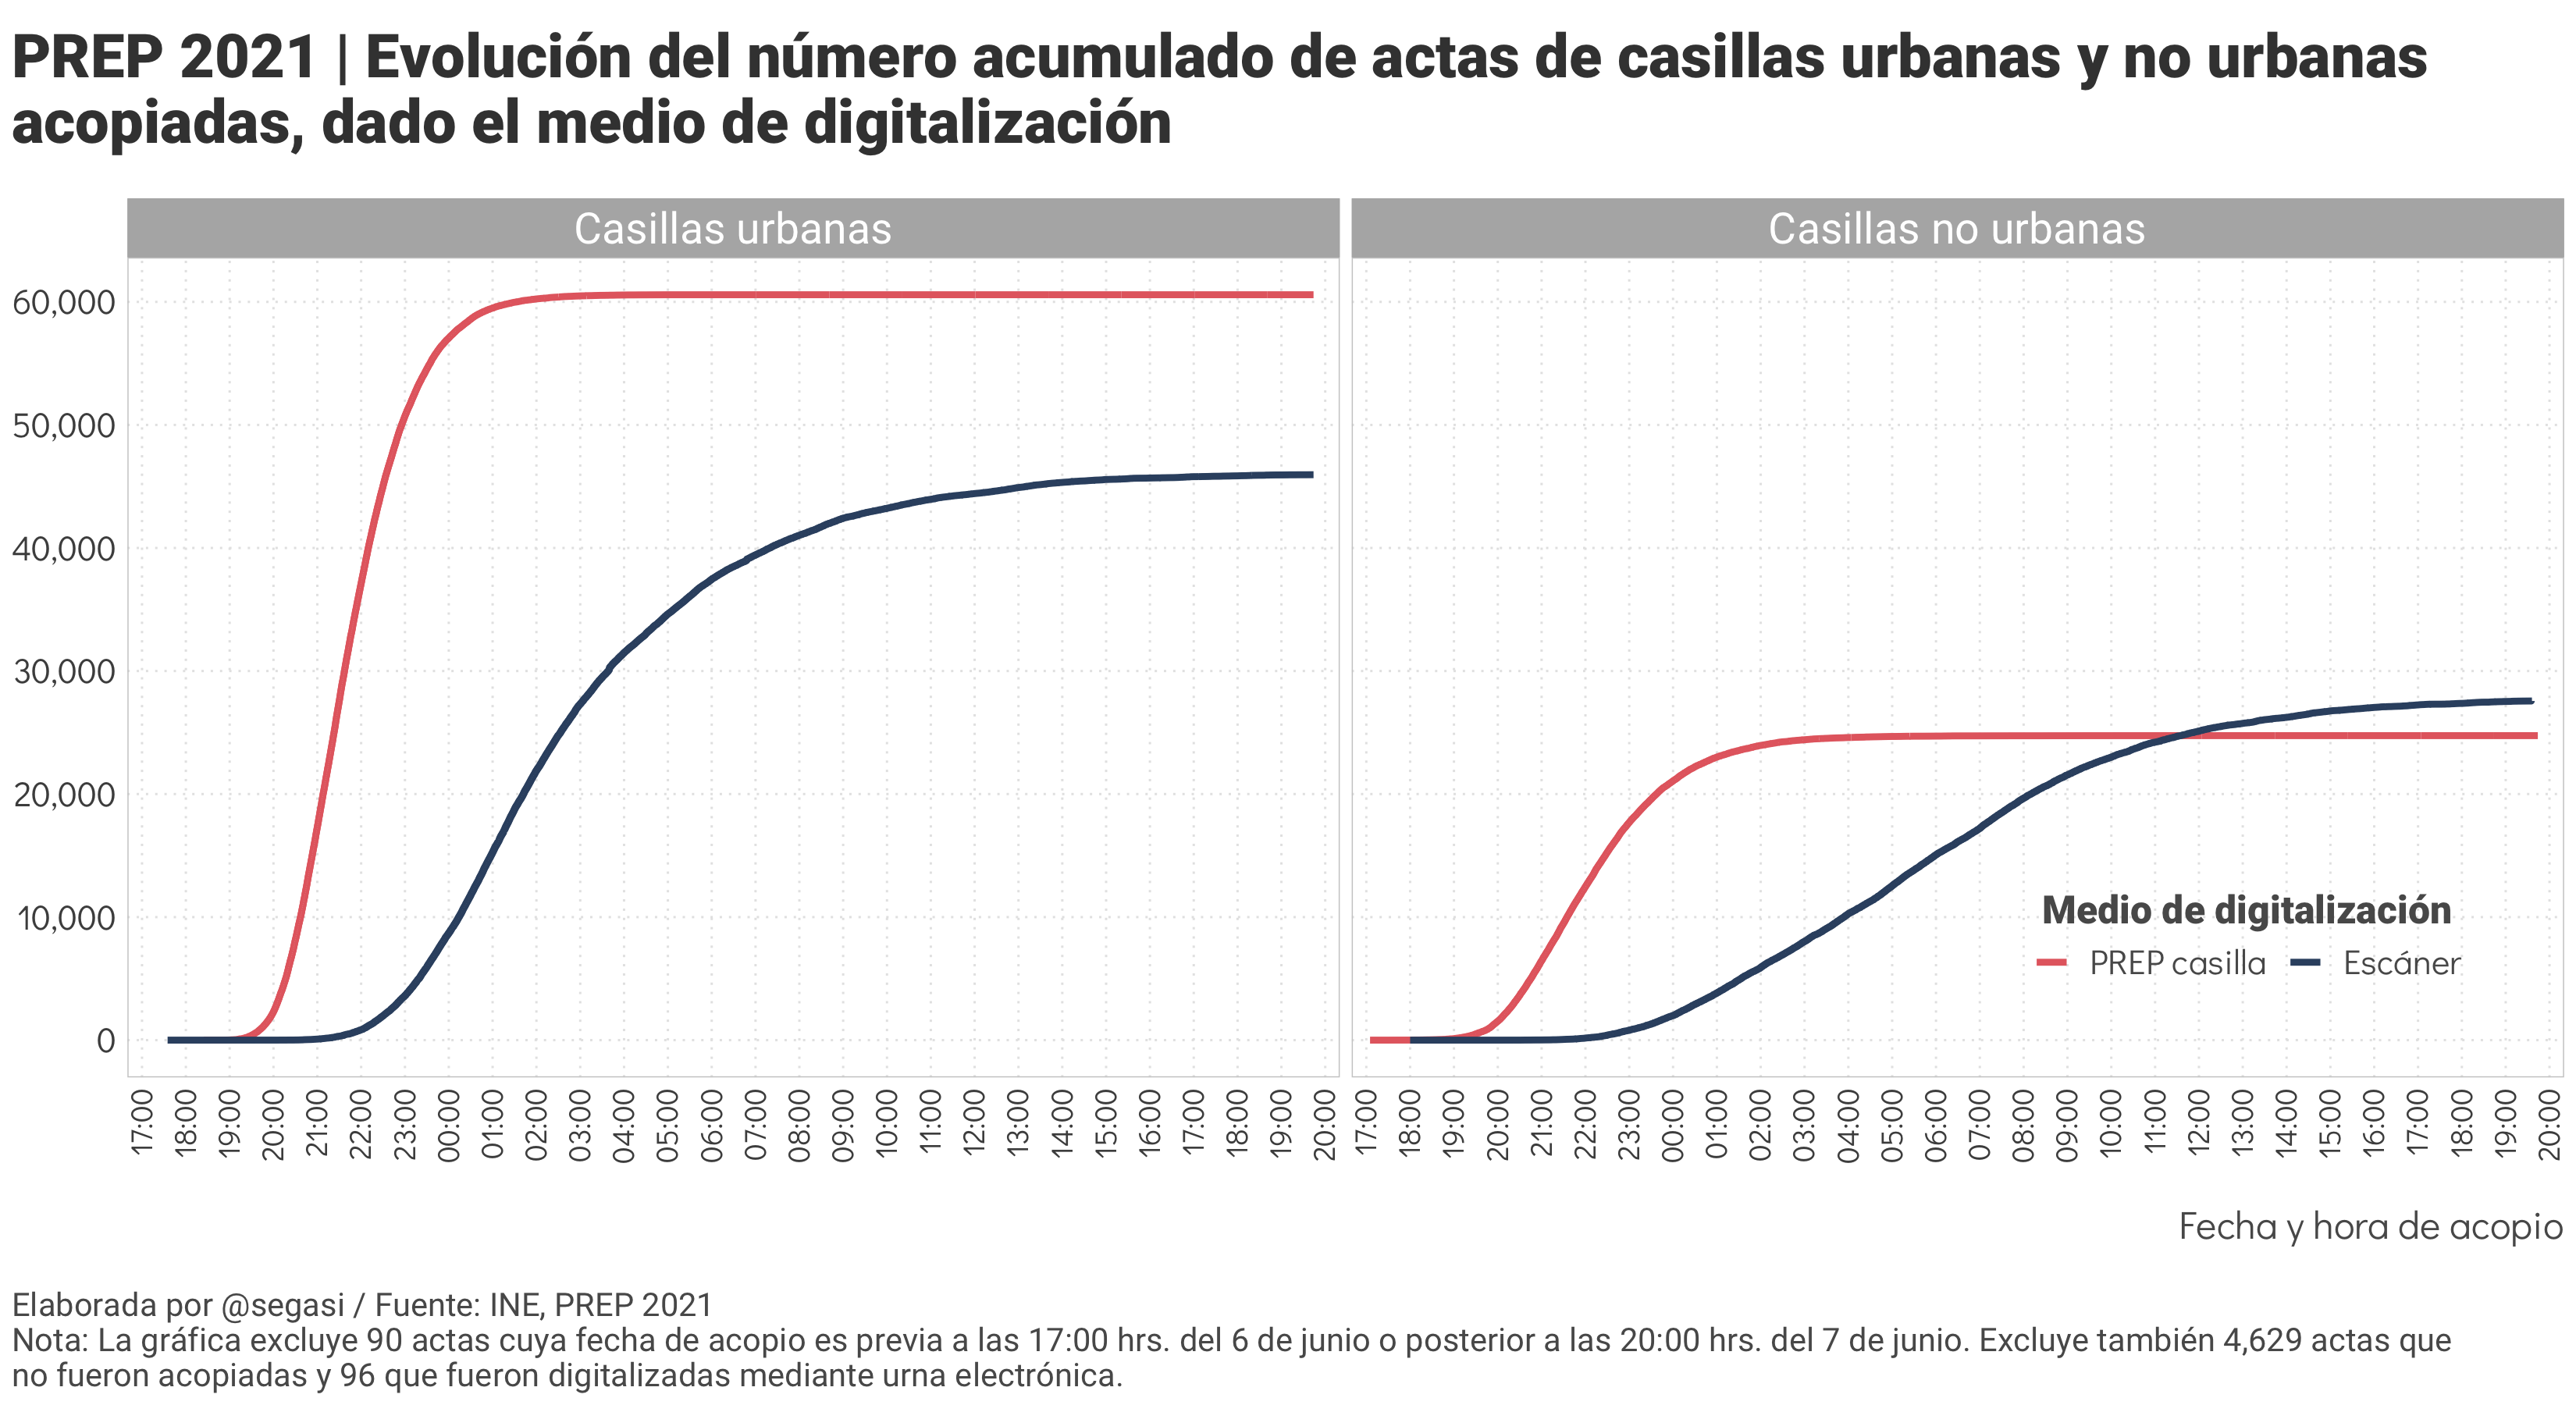 PREP 2021 | Evolución del número acumulado de actas de casillas urbanas y no urbanas
acopiadas, dado el medio de digitalización
Casillas urbanas
Casillas no urbanas
60,000
50,000
40,000
30,000
20,000
10,000
0
Medio de digitalización
PREP casilla
Escáner
17:00 18:00 19:00 20:00 21:00 22:00 23:00 00:00 01:00 02:00 03:00 04:00 05:00 06:00 07:00 08:00 09:00 10:00 11:00 12:00 13:00 14:00 15:00 16:00 17:00 18:00 19:00 20:00
17:00 18:00 19:00 20:00 21:00 22:00 23:00 00:00 01:00 02:00 03:00 04:00 05:00 06:00 07:00 08:00 09:00 10:00 11:00 12:00 13:00 14:00 15:00 16:00 17:00 18:00 19:00 20:00
Fecha y hora de acopio
Elaborada por @segasi / Fuente: INE, PREP 2021
Nota: La gráfica excluye 90 actas cuya fecha de acopio es previa a las 17:00 hrs. del 6 de junio o posterior a las 20:00 hrs. del 7 de junio. Excluye también 4,629 actas que
no fueron acopiadas y 96 que fueron digitalizadas mediante urna electrónica.